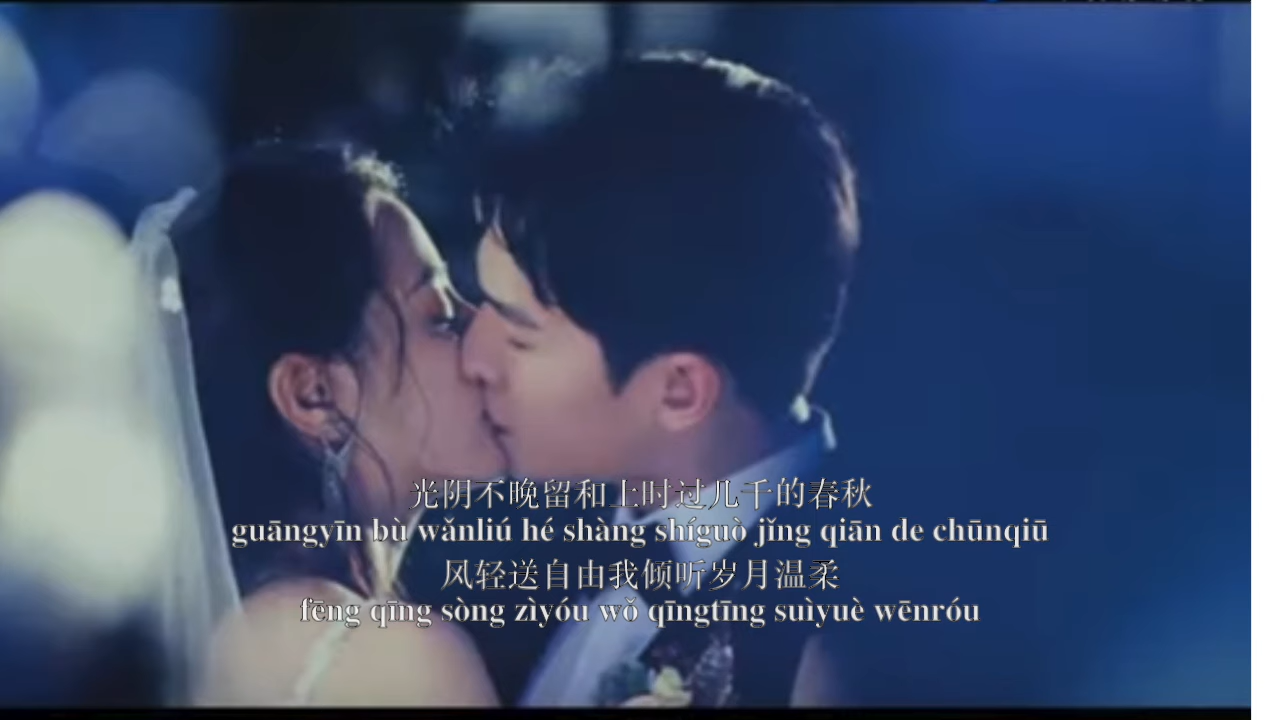 光阴不晚留和上时过几千的春秋
guāngyīn bù wǎnliú hé shàng shíguò jǐng qiān de chūnqiū
风轻送自由我倾听岁月温柔
fēng qīng sòng zìyóu wǒ qīngtīng suìyuè wēnróu